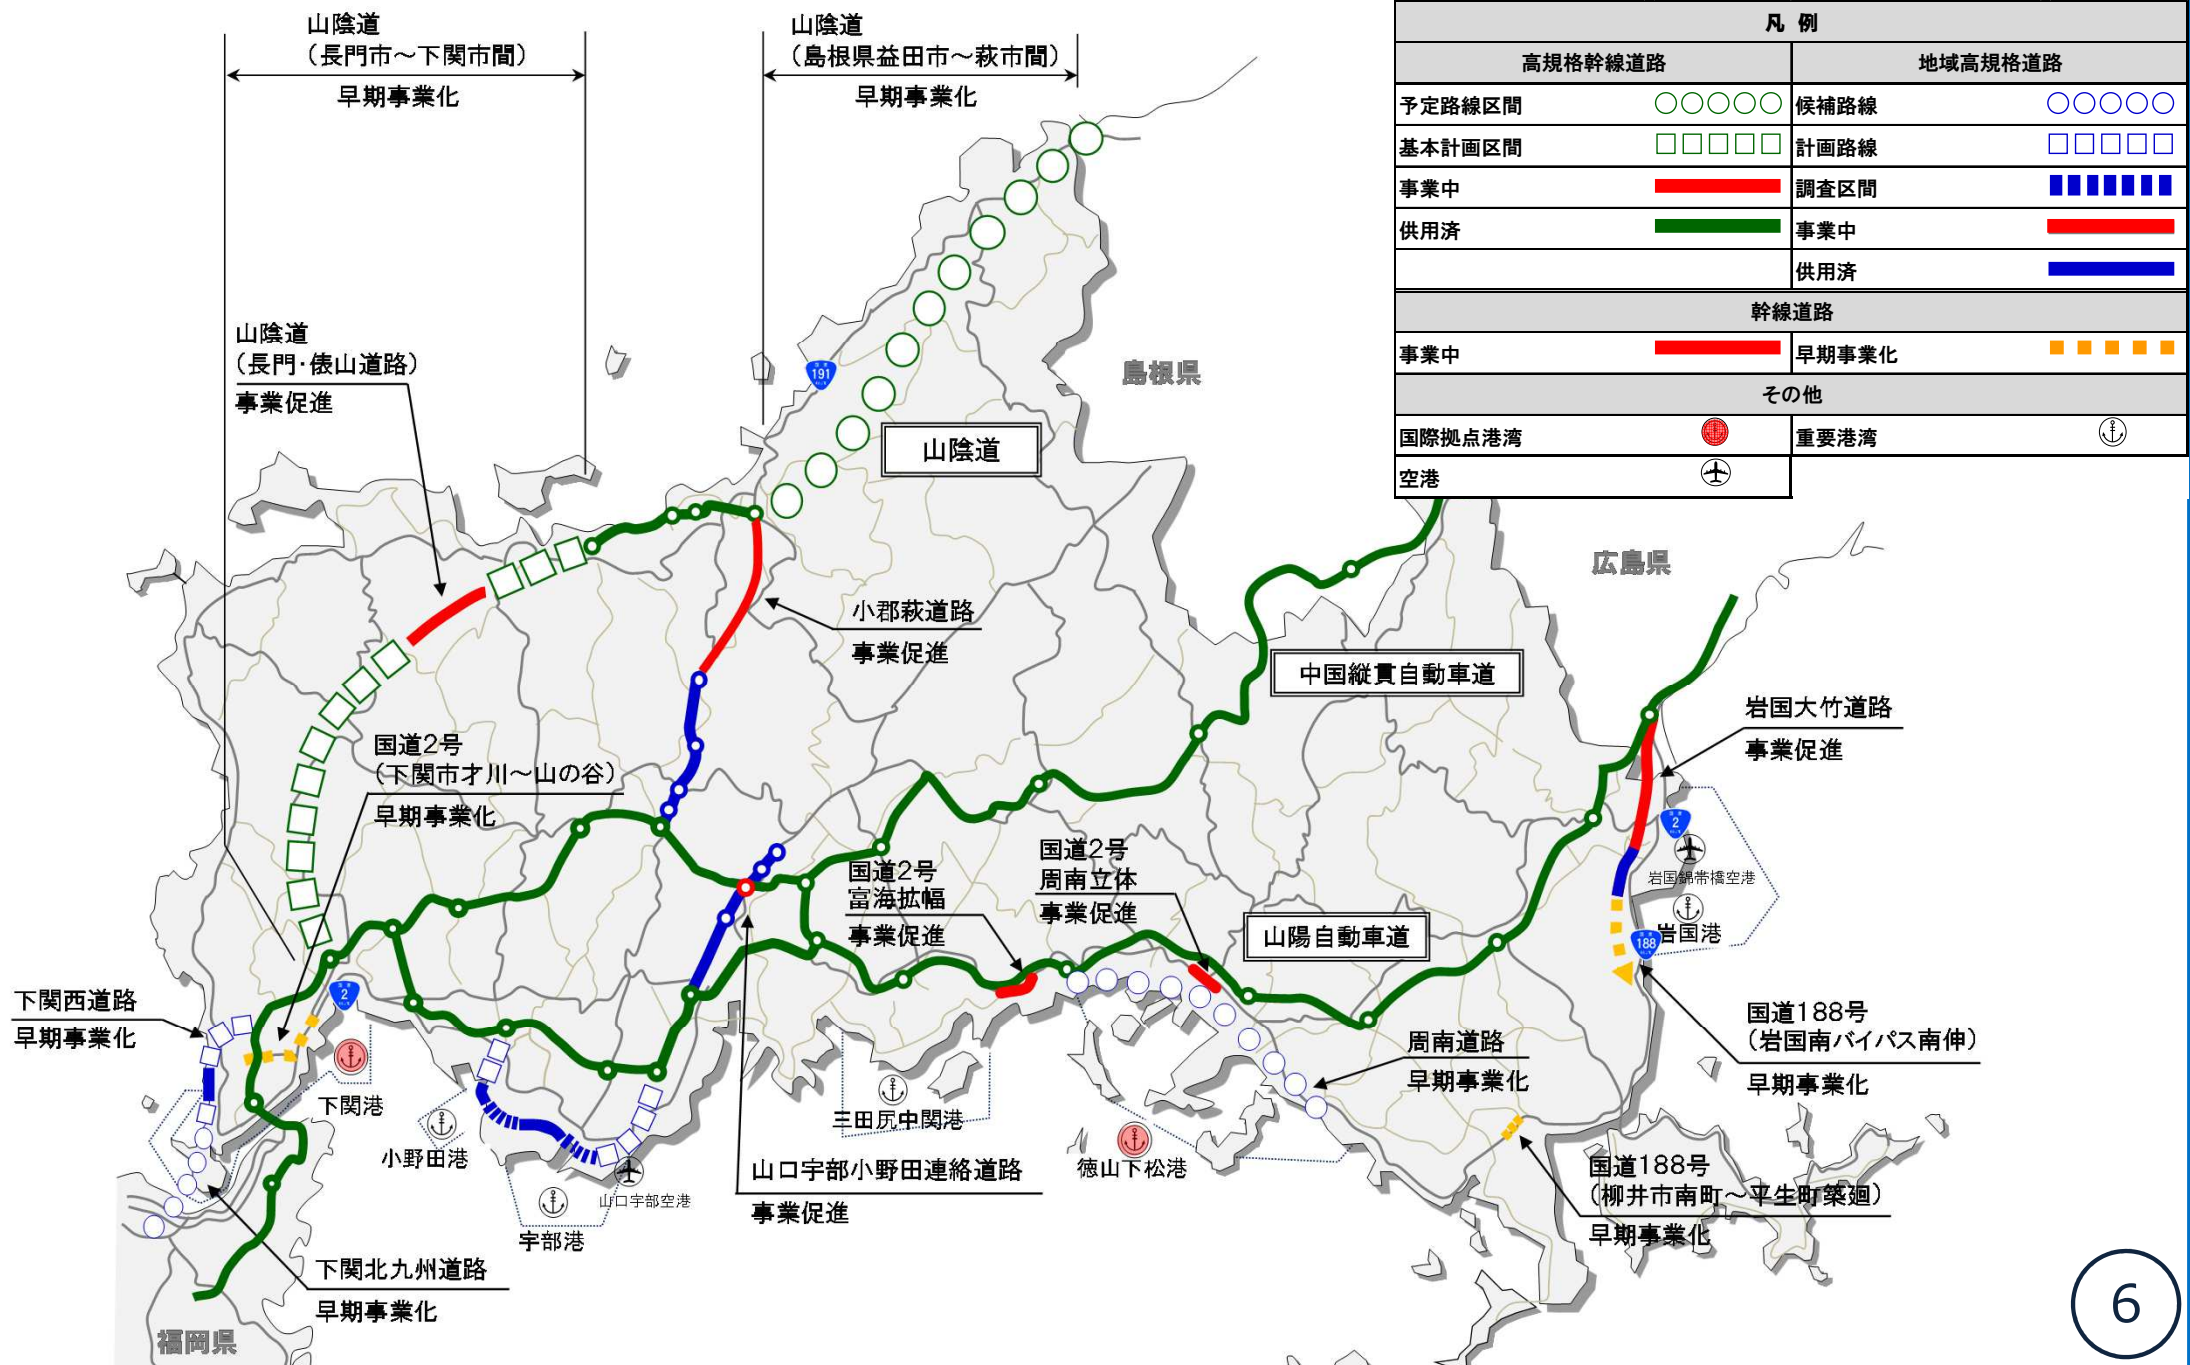 山陰道
（長門市～下関市間）
早期事業化
山陰道
（島根県益田市～萩市間）
早期事業化
凡 例
高規格幹線道路
地域高規格道路
予定路線区間
候補路線
基本計画区間
計画路線
事業中
調査区間
供用済
事業中
供用済
幹線道路
事業中
早期事業化
その他
国際拠点港湾
重要港湾
空港
山陰道
（長門・俵山道路）
事業促進
191
島根県
山陰道
広島県
小郡萩道路
事業促進
中国縦貫自動車道
岩国大竹道路
事業促進
国道2号
（下関市才川～山の谷）
早期事業化
2
岩国錦帯橋空港
岩国港
188
国道2号
富海拡幅
事業促進
国道2号
周南立体
事業促進
山陽自動車道
下関西道路
早期事業化
2
下関港
国道188号
（岩国南バイパス南伸）
早期事業化
周南道路
早期事業化
小野田港
三田尻中関港
徳山下松港
山口宇部小野田連絡道路
事業促進
国道188号
（柳井市南町～平生町築廻）
早期事業化
山口宇部空港
宇部港
下関北九州道路
早期事業化
福岡県
6